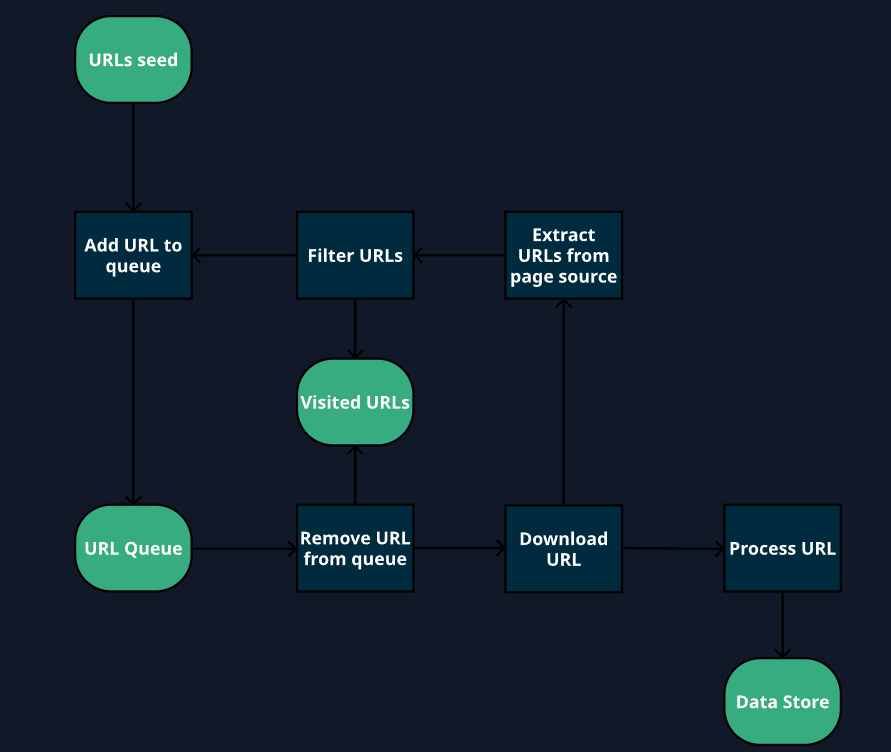 URLs seed
Add URL to
queue
Filter URLs
Extract
URLs from
page source
Visited URLs
URL Queue
Remove URL
from queue
Download
URL
Process URL
Data Store